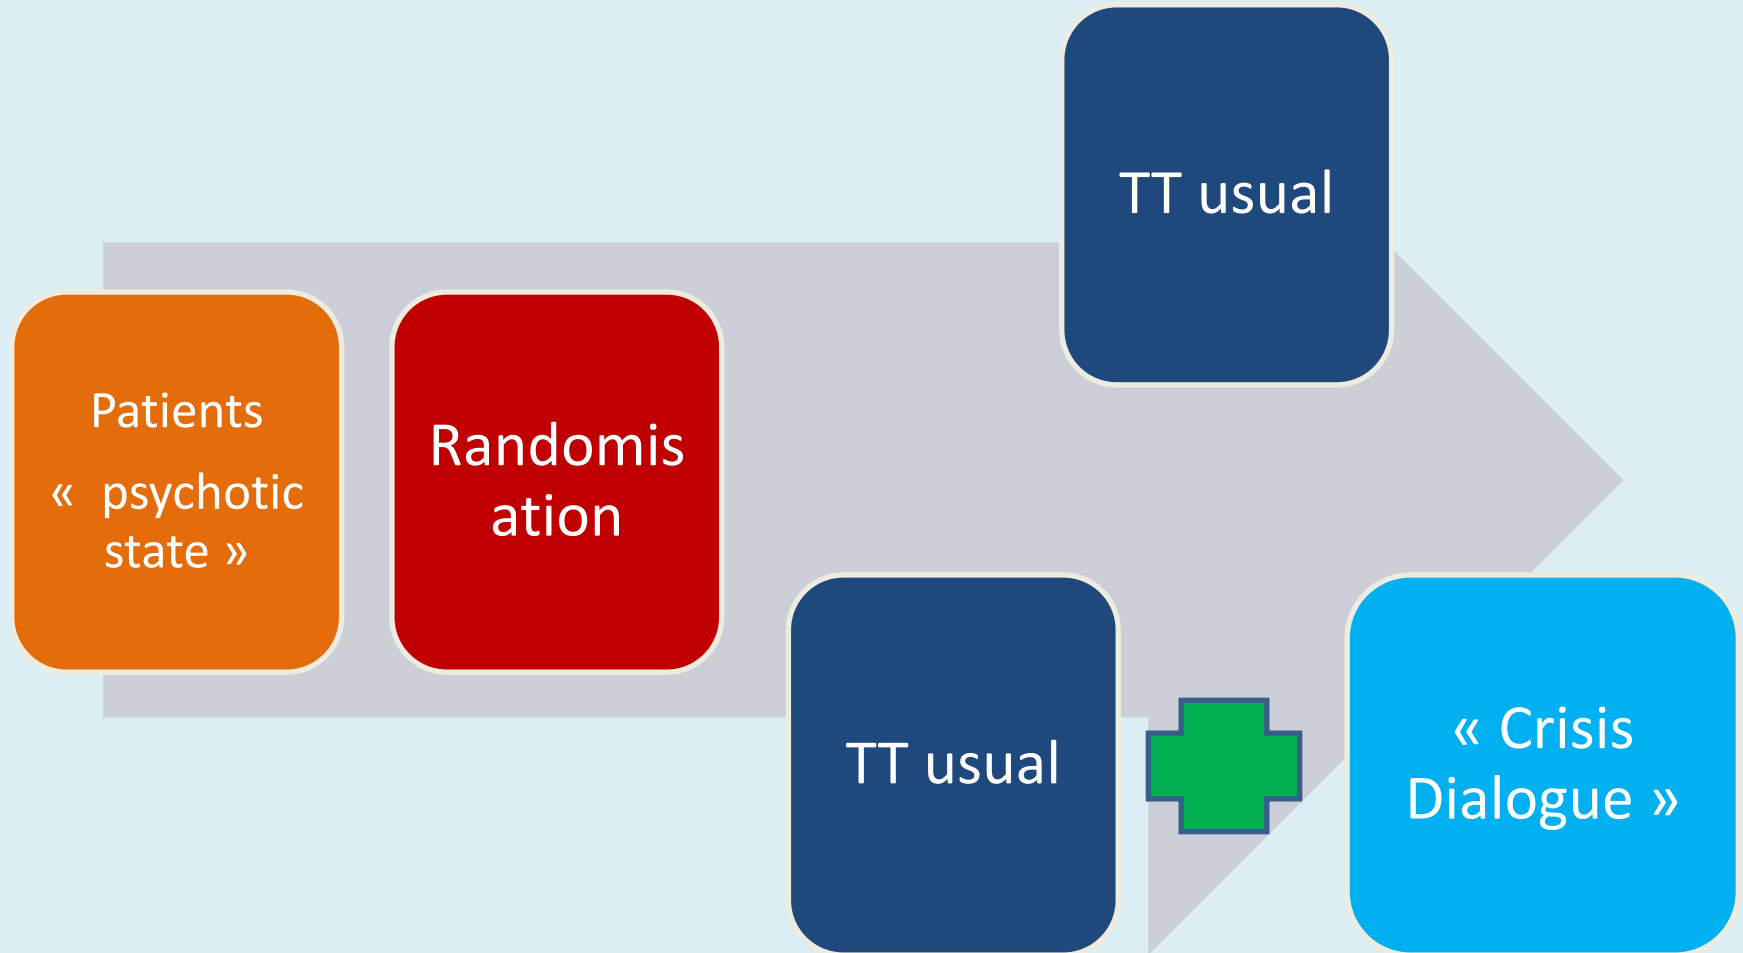 TT usual
Patients
«  psychotic
state »
Randomis
ation
TT usual
« Crisis
Dialogue »